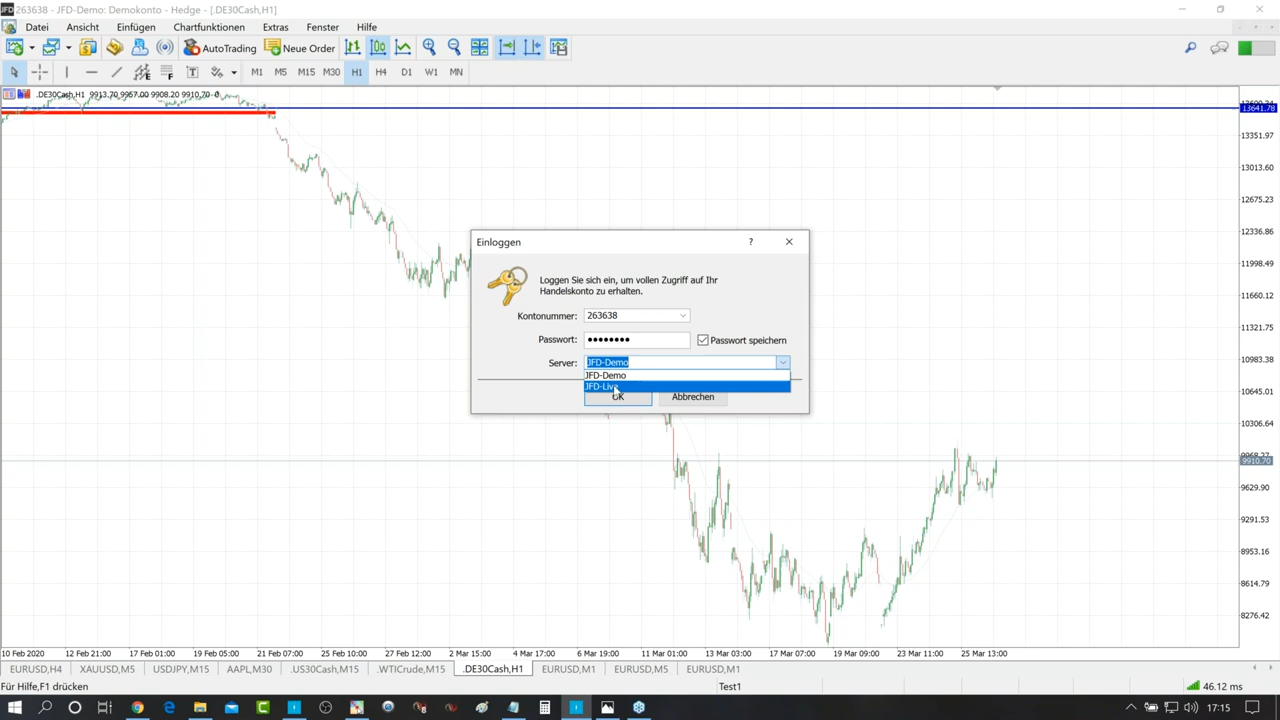 JFD 263638 - JFD-Demo: Demokonto - Hedge - [.DE30Cash,H1]
Datei Ansicht Einfügen Chartfunktionen Extras Fenster Hilfe
AutoTrading New Order
T M1 M5 M15 M30 H1 H4 D1 W1 MN
.DE30Cash,H1 9913.70 9957.00 9908.20 9910.70
13641.78
13351.97
13013.60
12675.23
12336.86
11998.49
11660.12
11321.75
10983.38
10645.01
10306.64
9910.70
9629.90
9291.53
8953.16
8614.79
8276.42
Einloggen ?
Loggen Sie sich ein, um vollen Zugriff auf Ihr
Handelskonto zu erhalten.
Kontonummer: 263638
Passwort: •••••••• Passwort speichern
Server: JFD-Demo
JFD-Demo
JFD-Live
OK Abbrechen
10 Feb 2020 12 Feb 21:00 17 Feb 01:00 19 Feb 05:00 21 Feb 07:00 25 Feb 10:00 27 Feb 12:00 2 Mar 15:00 4 Mar 17:00 6 Mar 19:00 11 Mar 01:00 13 Mar 03:00 17 Mar 07:00 19 Mar 09:00 23 Mar 11:00 25 Mar 13:00
EURUSD,H4 XAUUSD,M5 USDJPY,M15 AAPL,M30 .US30Cash,M15 .WTICrude,M15 .DE30Cash,H1 EURUSD,M1 EURUSD,M5 EURUSD,M1
Für Hilfe,F1 drücken Test1 46.12 ms
17:15